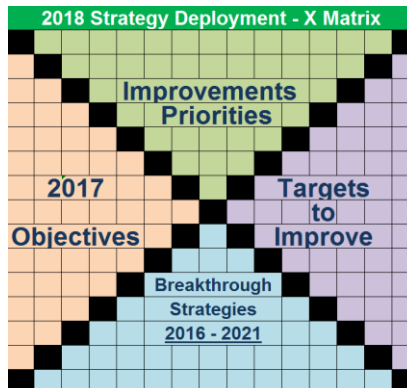 2018 Strategy Deployment - X Matrix
Improvements
Priorities
2017
Objectives
Targets
to
Improve
Breakthrough
Strategies
2016 - 2021